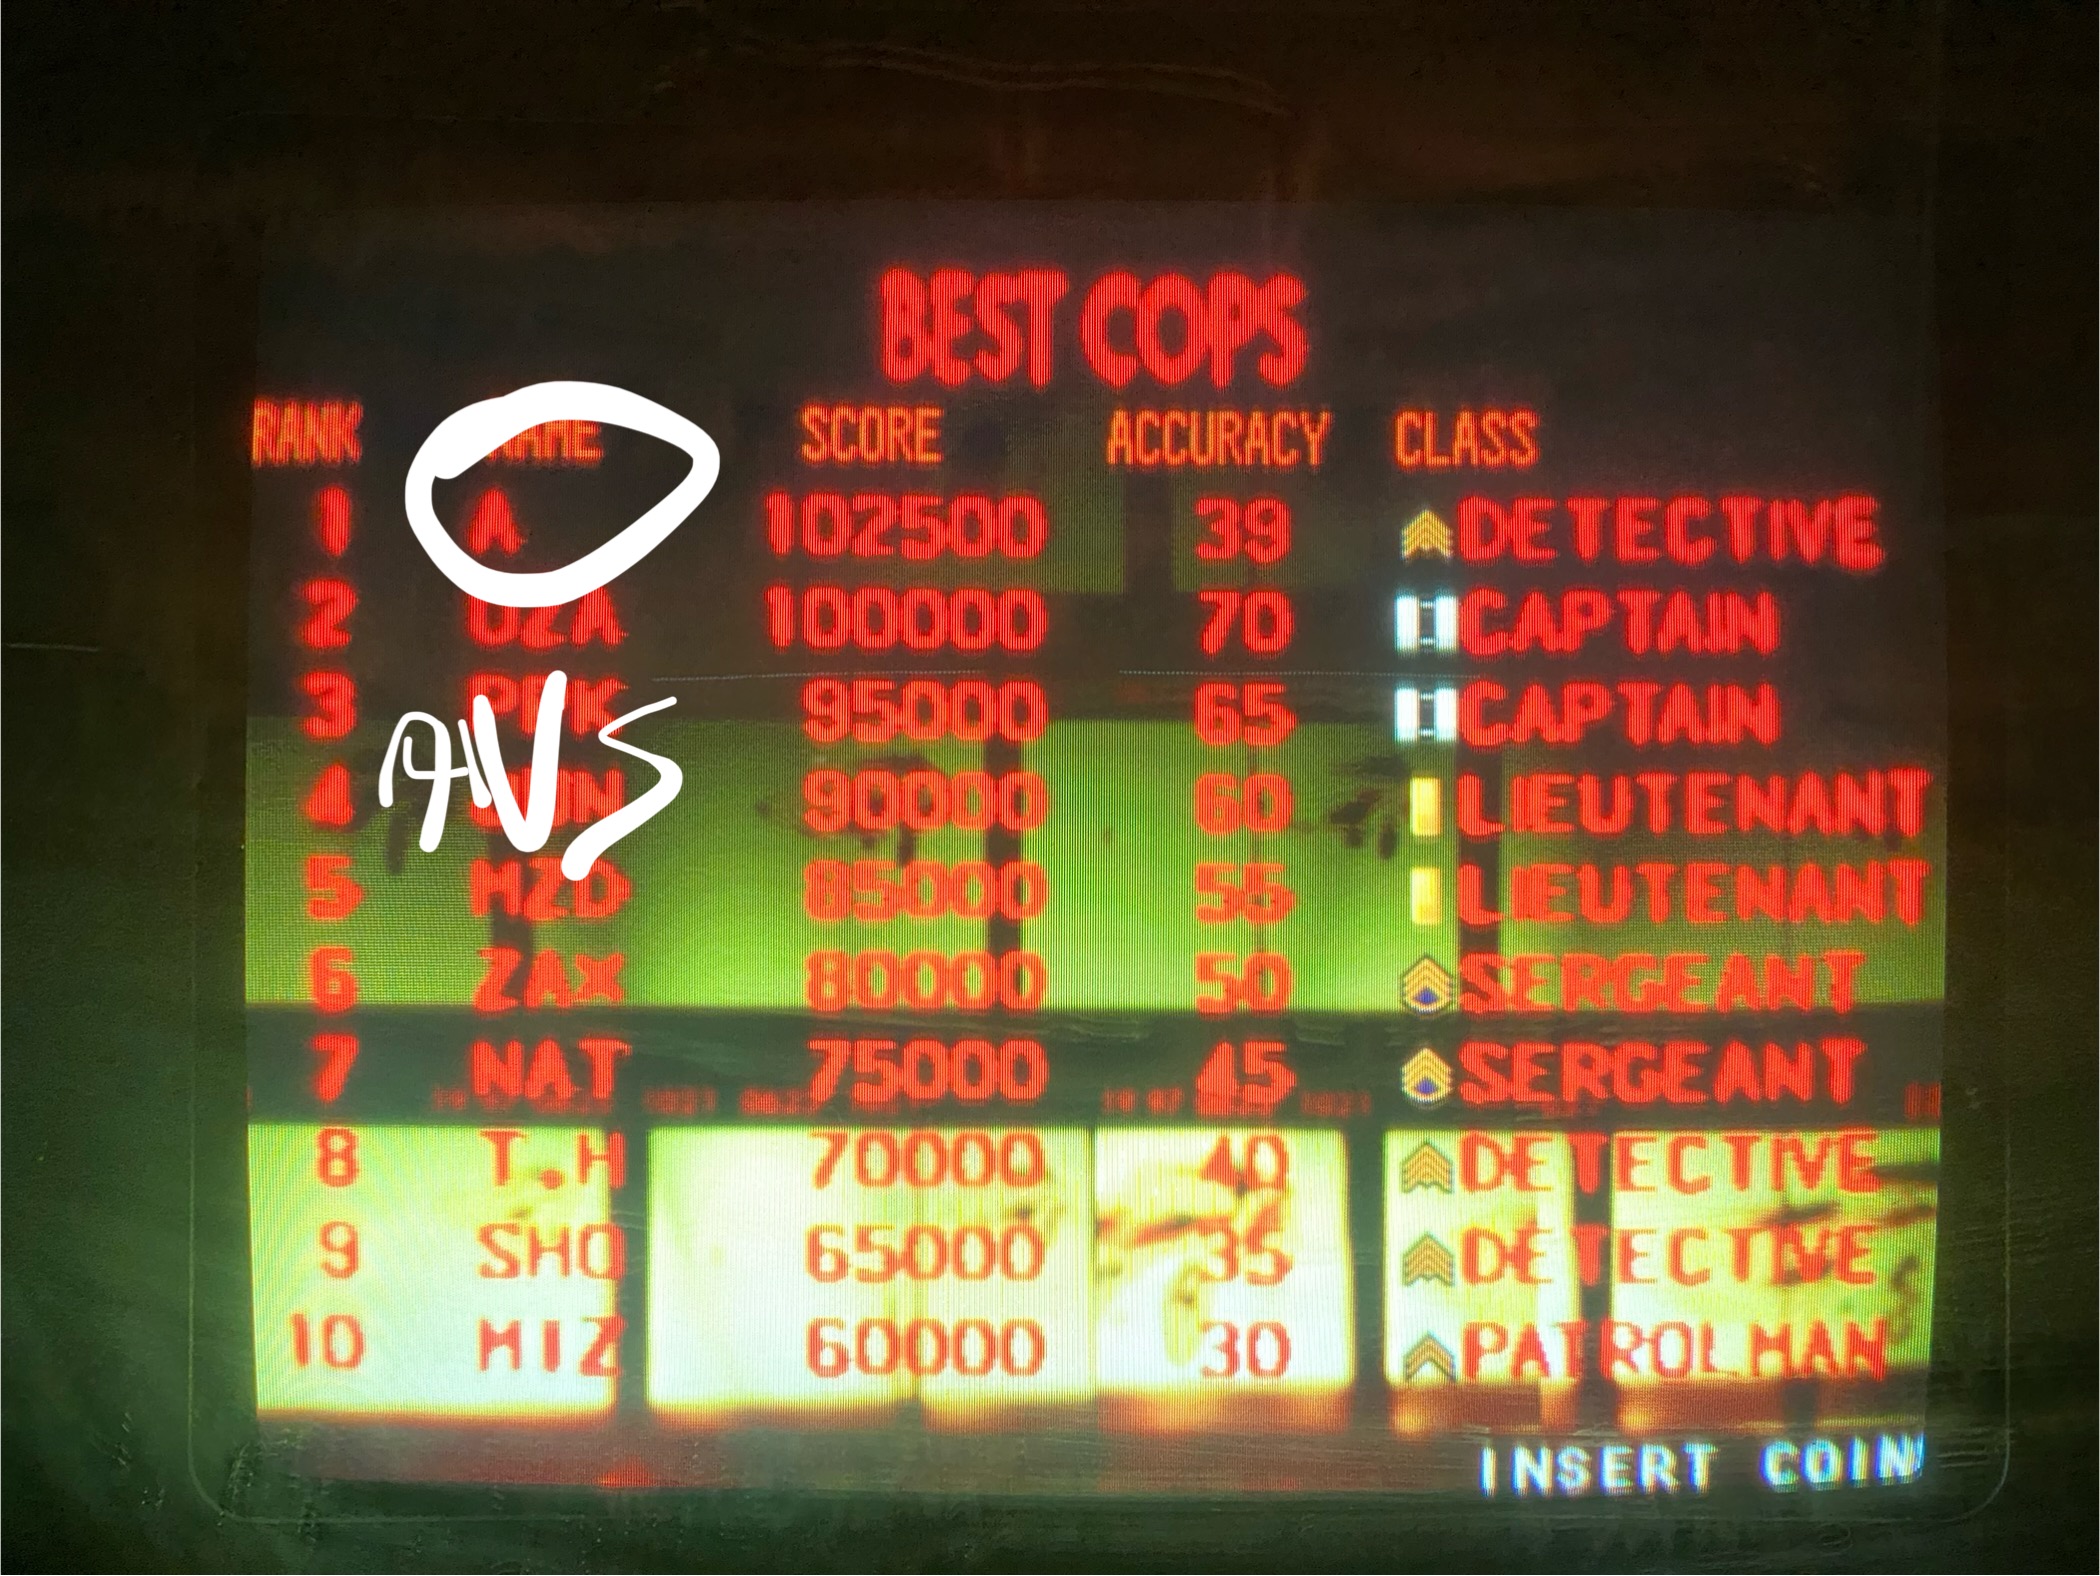 BEST COPS
RANK NAME SCORE ACCURACY CLASS
1 A 102500 39 DETECTIVE
2 100000 70 CAPTAIN
3 95000 65 CAPTAIN
4 90000 60 LIEUTENANT
5 MZD 85000 55 LIEUTENANT
6 ZAX 80000 50 SERGEANT
7 NAT 75000 45 SERGEANT
8 T.H 70000 40 DETECTIVE
9 SHO 65000 35 DETECTIVE
10 MIZ 60000 30 PATROLMAN
INSERT COIN